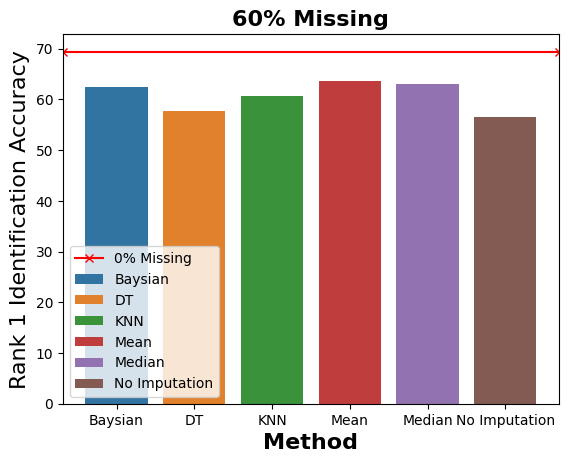 60% Missing
Rank 1 Identification Accuracy
70
60
50
40
30
20
10
0
0% Missing
Baysian
DT
KNN
Mean
Median
No Imputation
Baysian DT KNN Mean Median No Imputation
Method